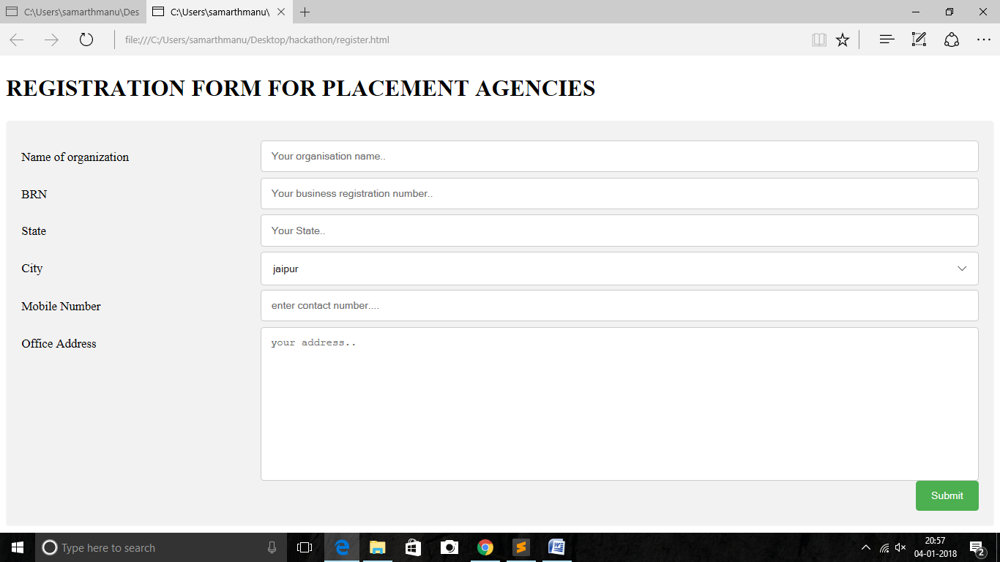 C:\Users\samarthmanu\Des
C:\Users\samarthmanu\
file:///C:/Users/samarthmanu/Desktop/hackathon/register.html
REGISTRATION FORM FOR PLACEMENT AGENCIES
Name of organization
Your organisation name..
BRN
Your business registration number..
State
Your State..
City
jaipur
Mobile Number
enter contact number....
Office Address
your address..
Submit
Type here to search
20:57
04-01-2018
2